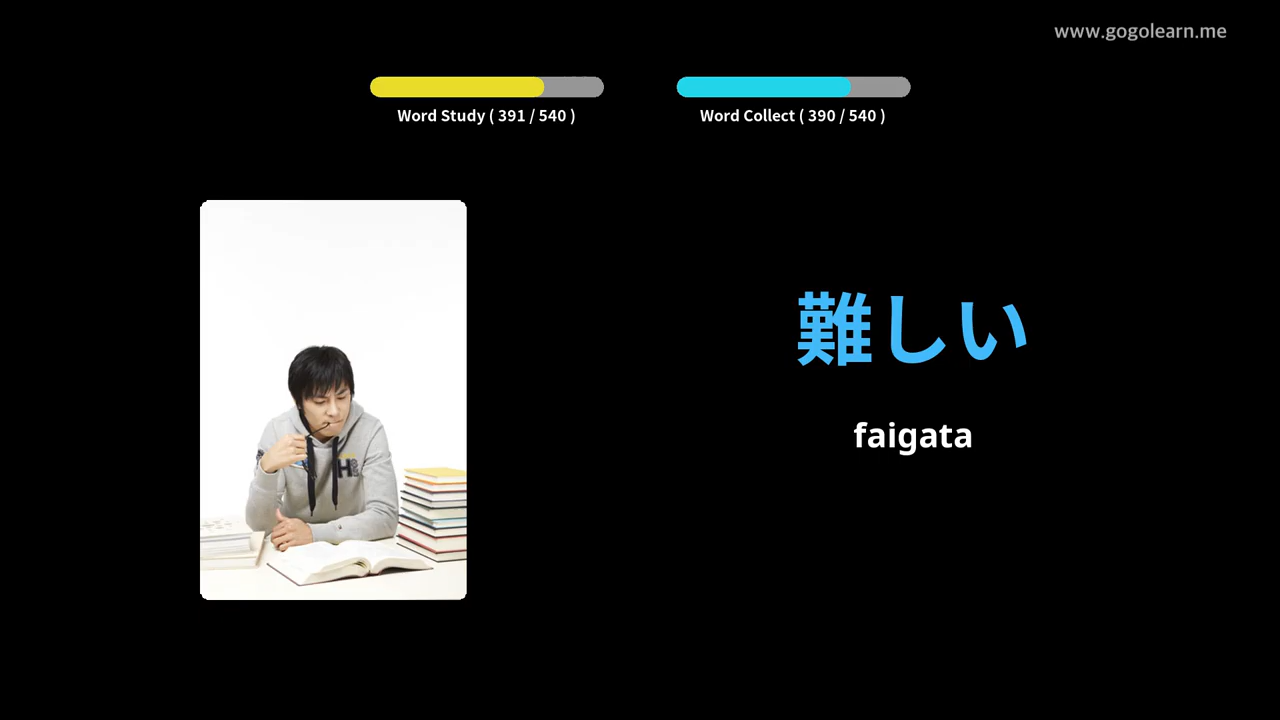 www.gogolearn.me
Word Study ( 391 / 540 )
Word Collect ( 390 / 540 )
難しい
faigata
H